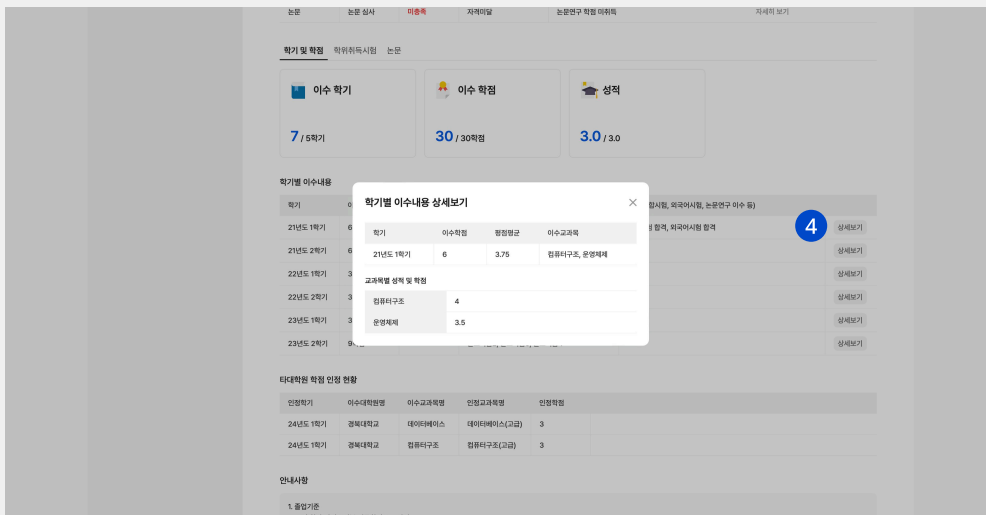 논문 논문 심사 미충족 자격미달 논문연구 학점 미취득 자세히 보기
학기 및 학점 학위취득시험 논문
이수 학기 이수 학점 성적
7 / 5학기 30 / 30학점 3.0 / 3.0
학기별 이수내용
학기별 이수내용 상세보기
학기 합시험, 외국어시험, 논문연구 이수 등)
21년도 1학기 6 험 합격, 외국어시험 합격 4 상세보기
21년도 2학기 6 상세보기
22년도 1학기 3 상세보기
22년도 2학기 3 상세보기
23년도 1학기 3 상세보기
23년도 2학기 상세보기
학기 이수학점 평점평균 이수교과목
21년도 1학기 6 3.75 컴퓨터구조, 운영체제
교과목별 성적 및 학점
컴퓨터구조 4
운영체제 3.5
타대학원 학점 인정 현황
인정학기 이수대학원명 이수교과목명 인정교과목명 인정학점
24년도 1학기 경북대학교 데이터베이스 데이터베이스(고급) 3
24년도 1학기 경북대학교 컴퓨터구조 컴퓨터구조(고급) 3
안내사항
1. 졸업기준